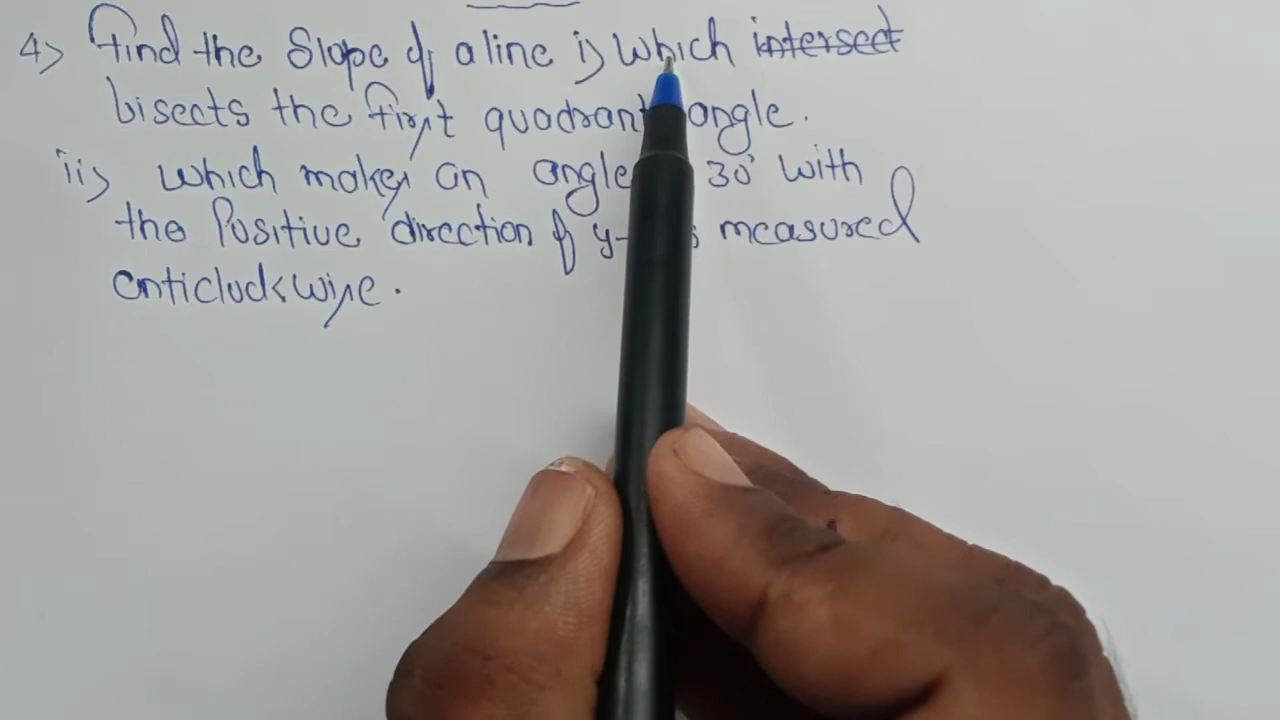 4) Find the Slope of a line i) which intersect
bisects the first quadrant angle.
ii) which makes an angle 30° with
the Positive direction of y- measured
anticlockwise.